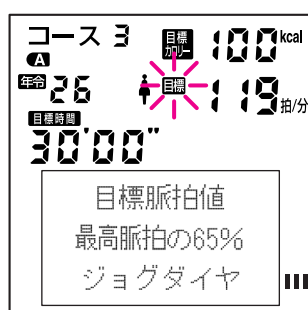 コース 3 目標カロリー 100 kcal
A
年令 26 目標 119 拍/分
目標時間
30'00"
目標脈拍値
最高脈拍の65%
ジョグダイヤ